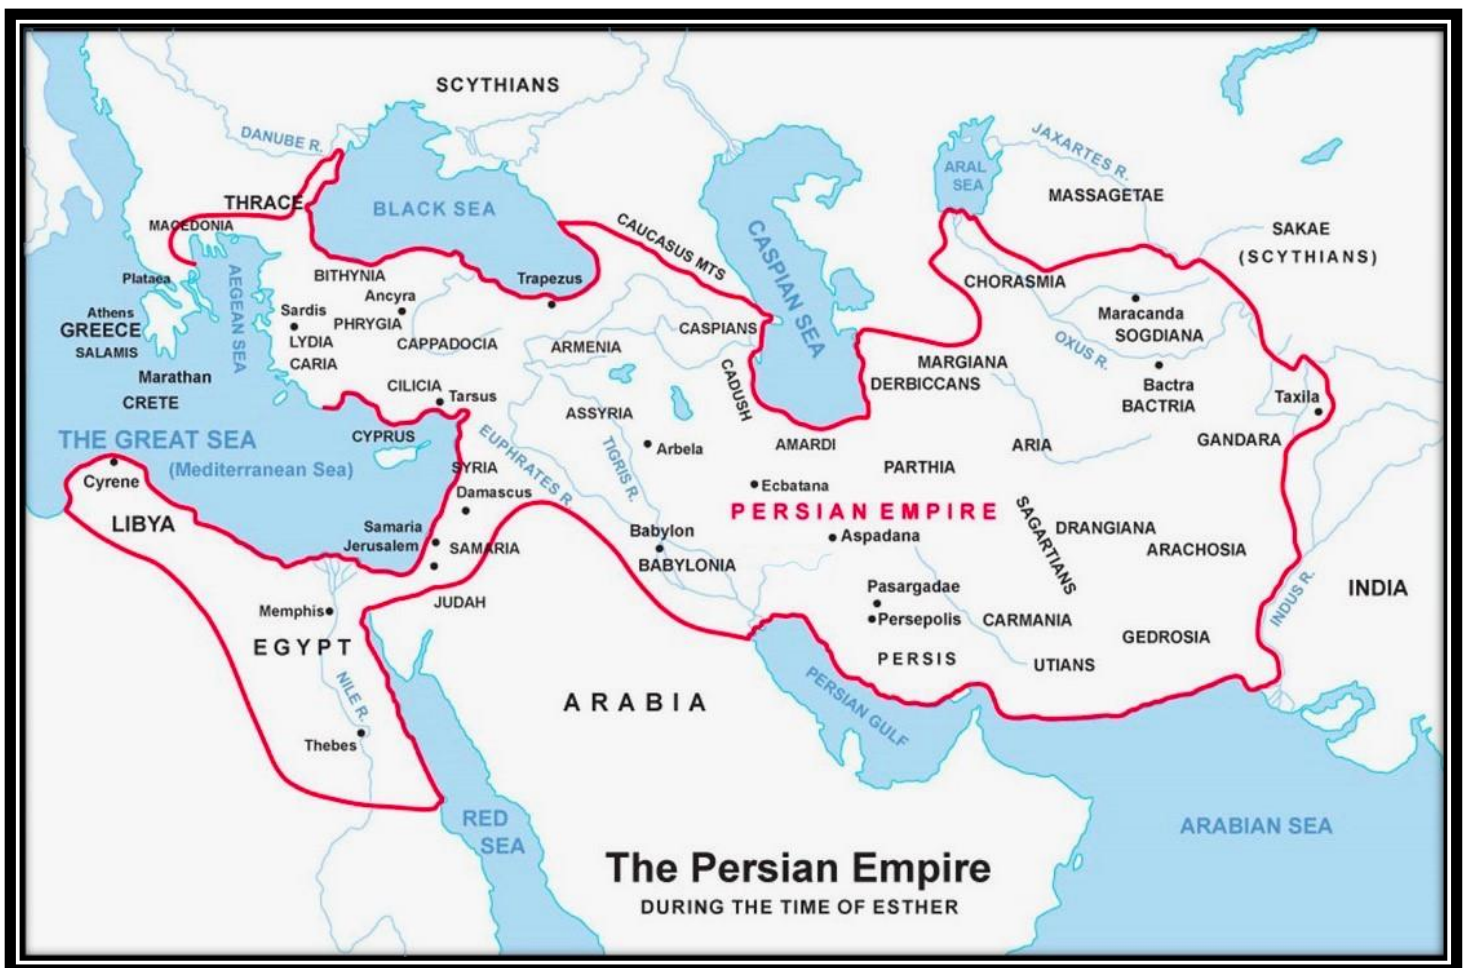 SCYTHIANS
DANUBE R.
JAXARTES R.
ARAL
SEA
MASSAGETAE
THRACE
BLACK SEA
MACEDONIA
CAUCASUS MTS
CASPIAN SEA
SAKAE
(SCYTHIANS)
Plataea
AEGEAN SEA
BITHYNIA
Trapezus
CHORASMIA
Ancyra
Sardis
PHRYGIA
Athens
GREECE
SALAMIS
LYDIA
CARIA
CAPPADOCIA
ARMENIA
CASPIANS
Maracanda
SOGDIANA
OXUS R.
MARGIANA
DERBICCANS
Marathan
CRETE
CILICIA
Tarsus
CADUSH
Bactra
BACTRIA
Taxila
GANDARA
THE GREAT SEA
(Mediterranean Sea)
CYPRUS
ASSYRIA
EUPHRATES R.
TIGRIS R.
Arbela
AMARDI
ARIA
PARTHIA
Cyrene
LIBYA
SYRIA
Damascus
Ecbatana
PERSIAN EMPIRE
Aspadana
SAGARTIANS
DRANGIANA
ARACHOSIA
Samaria
Jerusalem
SAMARIA
Babylon
BABYLONIA
JUDAH
Memphis
EGYPT
NILE R.
Thebes
Pasargadae
Persepolis
CARMANIA
PERSIS
UTIANS
GEDROSIA
INDUS R.
INDIA
ARABIA
PERSIAN GULF
RED
SEA
ARABIAN SEA
The Persian Empire
DURING THE TIME OF ESTHER